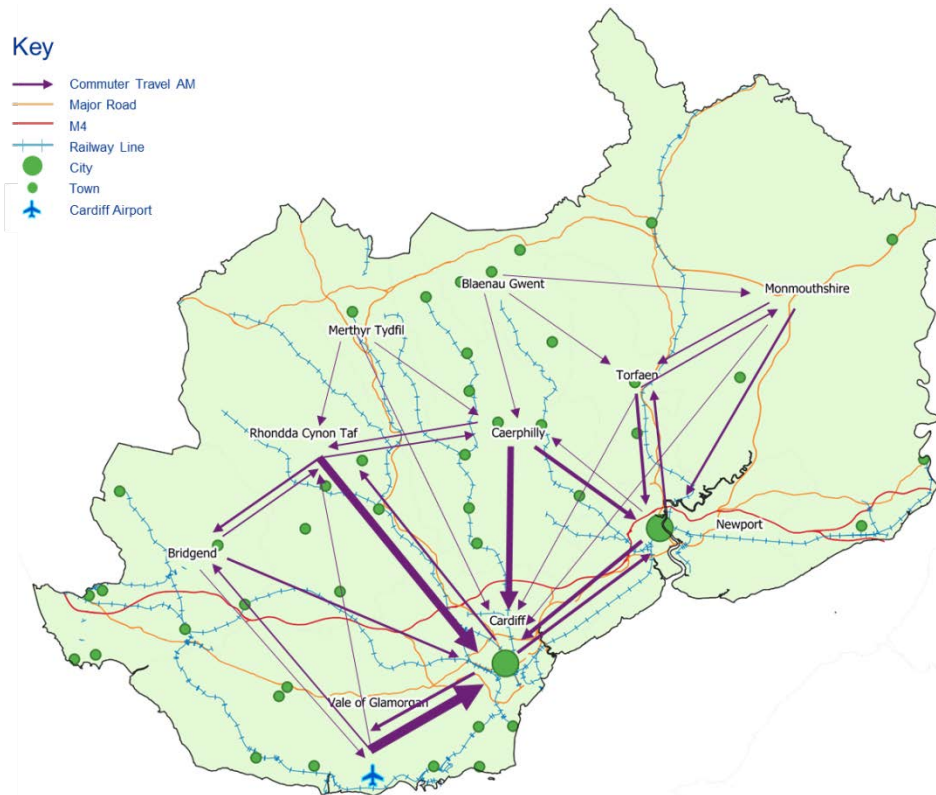 Key
Commuter Travel AM
Major Road
M4
Railway Line
City
Town
Cardiff Airport
Blaenau Gwent
Monmouthshire
Merthyr Tydfil
Torfaen
Rhondda Cynon Taf
Caerphilly
Newport
Bridgend
Cardiff
Vale of Glamorgan